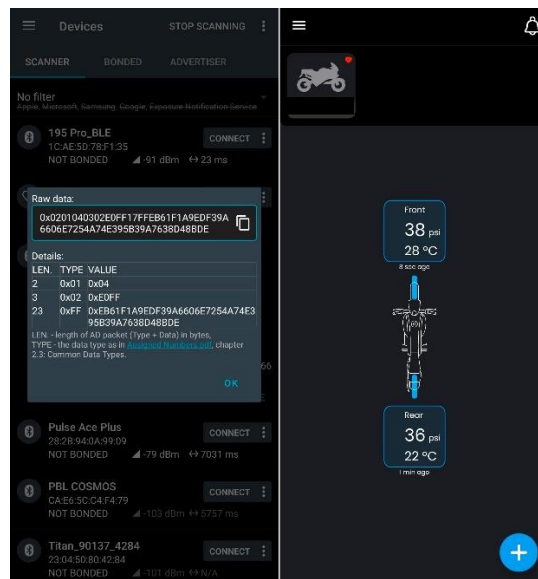 Devices
STOP SCANNING
SCANNER
BONDED
ADVERTISER
No filter
Apple, Microsoft, Samsung, Google, Exposure Notification Service
195 Pro_BLE
CONNECT
1C:AE:5D:78:F1:35
NOT BONDED
-91 dBm
23 ms
Raw data:
0x0201040302E0FF17FFEB61F1A9EDF39A
6606E7254A74E395B39A7638D48BDE
Details:
LEN. TYPE VALUE
2 0x01 0x04
3 0x02 0xE0FF
23 0xFF 0xEB61F1A9EDF39A6606E7254A74E3
95B39A7638D48BDE
LEN. - length of AD packet (Type + Data) in bytes,
TYPE - the data type as in Assigned Numbers.pdf, chapter
2.3: Common Data Types.
66
OK
Pulse Ace Plus
CONNECT
28:2B:94:0A:99:09
NOT BONDED
-79 dBm
7031 ms
PBL COSMOS
CONNECT
CA:E6:5C:C4:F4:79
NOT BONDED
-103 dBm
5757 ms
Titan_90137_4284
CONNECT
23:04:50:80:42:84
NOT BONDED
-101 dBm
N/A
Front
38 psi
28 ºC
8 sec ago
Rear
36 psi
22 ºC
1 min ago